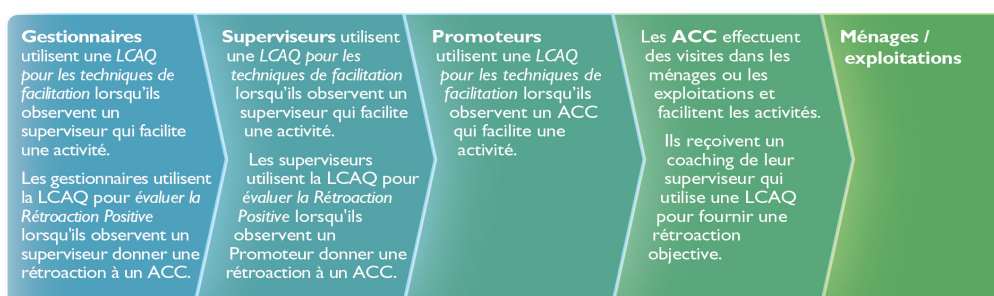 Gestionnaires
utilisent une LCAQ
pour les techniques de
facilitation lorsqu'ils
observent un
superviseur qui facilite
une activité.
Les gestionnaires utilisent
la LCAQ pour évaluer la
Rétroaction Positive
lorsqu'ils observent un
superviseur donner une
rétroaction à un ACC.
Superviseurs utilisent
une LCAQ pour les
techniques de facilitation
lorsqu'ils observent un
superviseur qui facilite
une activité.
Les superviseurs
utilisent la LCAQ pour
évaluer la Rétroaction
Positive lorsqu'ils
observent un
Promoteur donner une
rétroaction à un ACC.
Promoteurs
utilisent une LCAQ
pour les techniques de
facilitation lorsqu'ils
observent un ACC
qui facilite une
activité.
Les ACC effectuent
des visites dans les
ménages ou les
exploitations et
facilitent les activités.
Ils reçoivent un
coaching de leur
superviseur qui
utilise une LCAQ
pour fournir une
rétroaction
objective.
Ménages /
exploitations